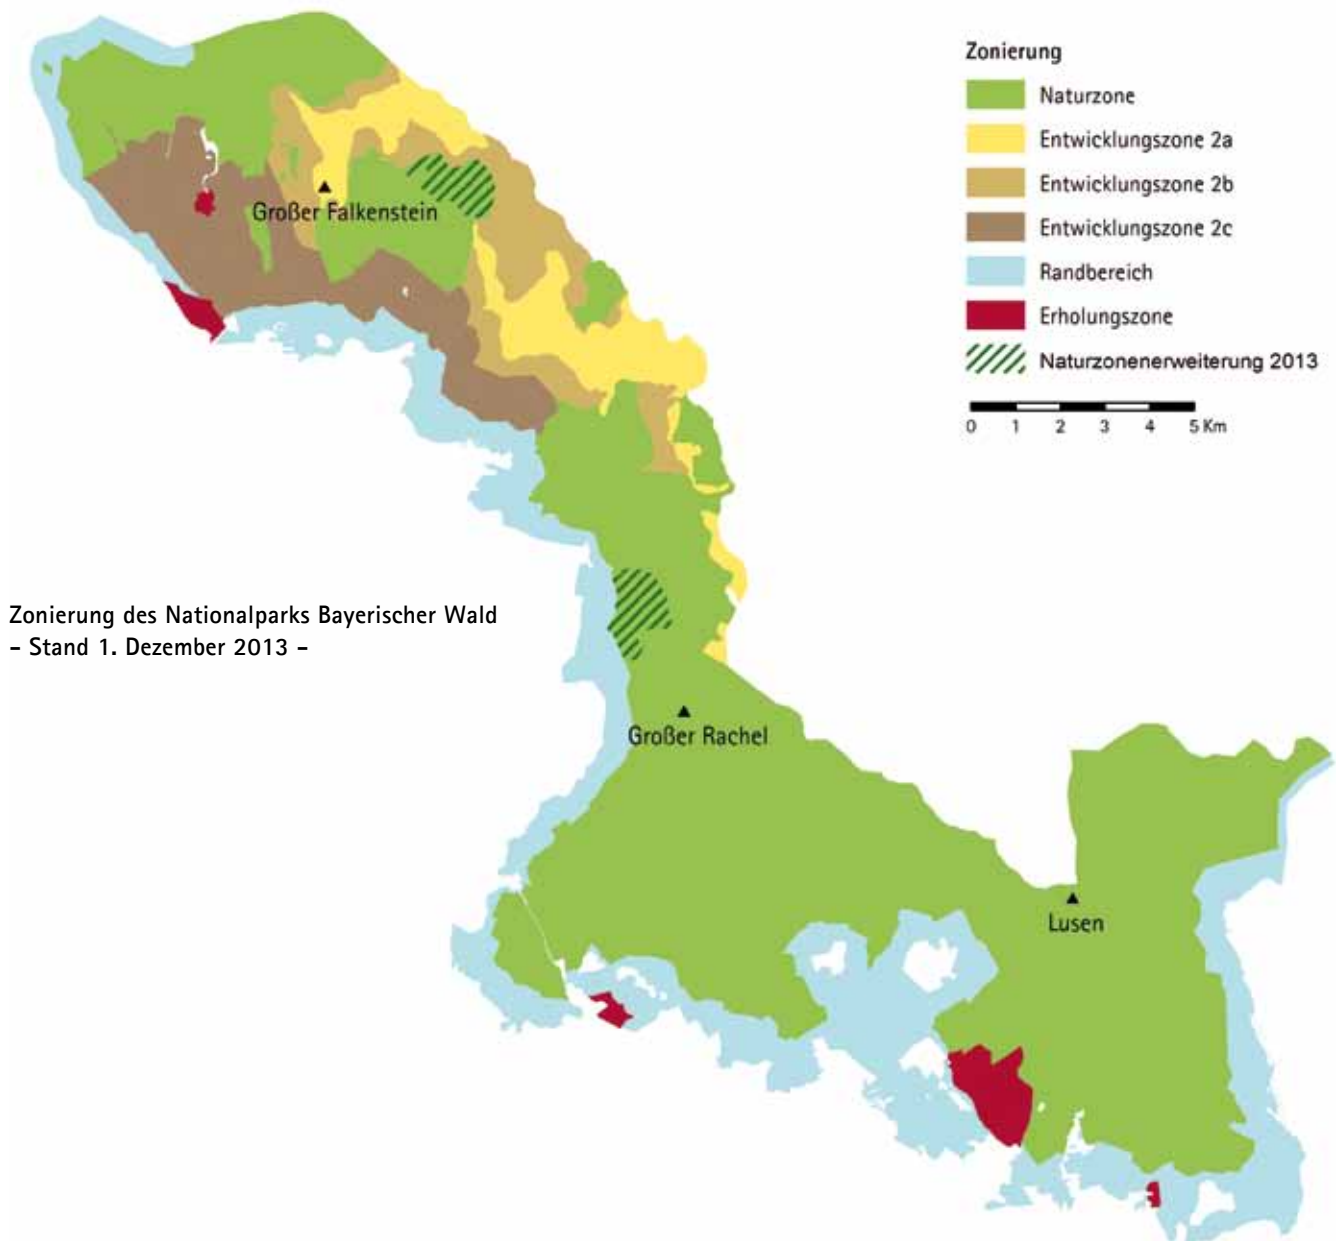 Zonierung
Naturzone
Entwicklungszone 2a
Entwicklungszone 2b
Entwicklungszone 2c
Randbereich
Erholungszone
Naturzonenerweiterung 2013
0 1 2 3 4 5 Km
Großer Falkenstein
Zonierung des Nationalparks Bayerischer Wald
- Stand 1. Dezember 2013 -
Großer Rachel
Lusen